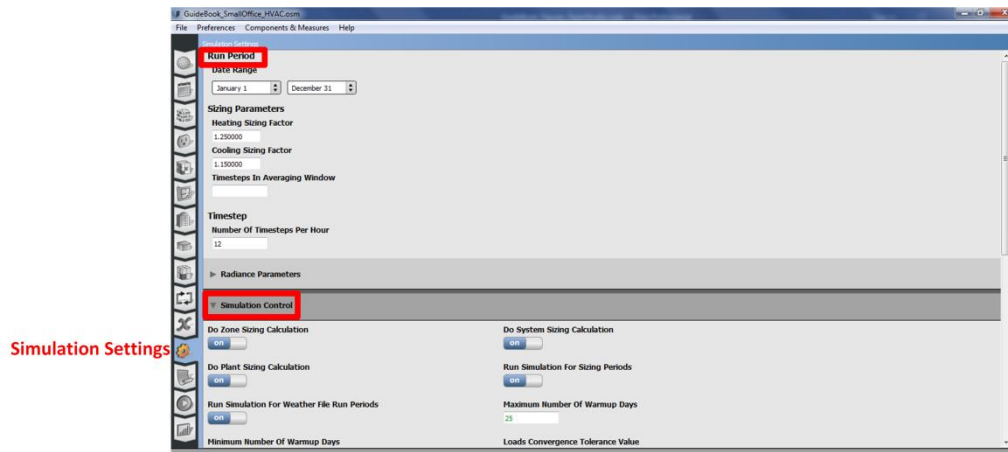 GuideBook_SmallOffice_HVAC.osm
File Preferences Components & Measures Help
Simulation Settings
Run Period
Date Range
January 1 December 31
Sizing Parameters
Heating Sizing Factor
1.250000
Cooling Sizing Factor
1.150000
Timesteps In Averaging Window
Timestep
Number Of Timesteps Per Hour
12
Radiance Parameters
Simulation Control
Do Zone Sizing Calculation Do System Sizing Calculation
on on
Simulation Settings
Do Plant Sizing Calculation Run Simulation For Sizing Periods
on on
Run Simulation For Weather File Run Periods Maximum Number Of Warmup Days
on 25
Minimum Number Of Warmup Days Loads Convergence Tolerance Value